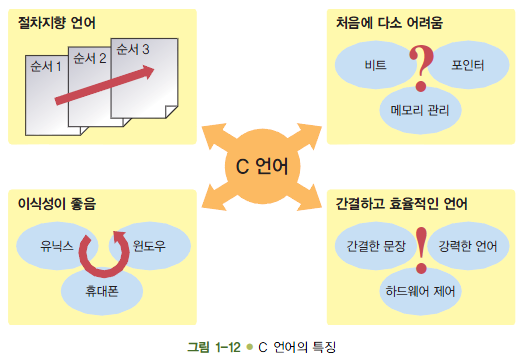 절차지향 언어
순서 1
순서 2
순서 3
처음에 다소 어려움
비트
?
포인터
메모리 관리
C 언어
이식성이 좋음
유닉스
윈도우
휴대폰
간결하고 효율적인 언어
간결한 문장
!
강력한 언어
하드웨어 제어
그림 1-12 ● C 언어의 특징